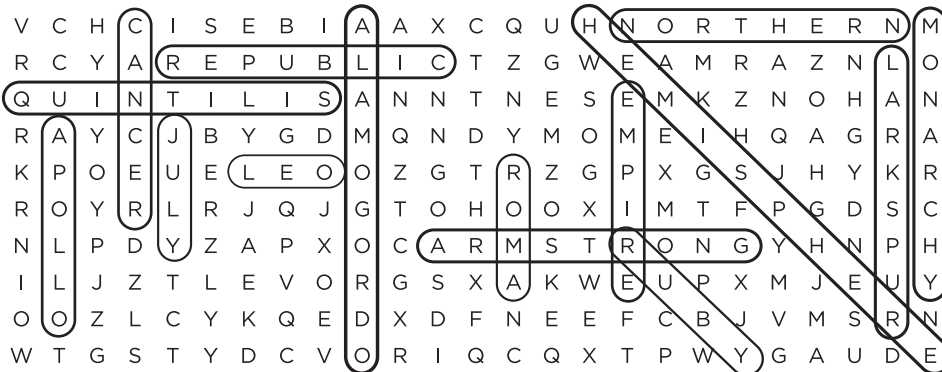 V C H C I S E B I A A X C Q U H N O R T H E R N M
R C Y A R E P U B L I C T Z G W E A M R A Z N L O
Q U I N T I L I S A N N T N E S E M K Z N O H A N
R A Y C J B Y G D M Q N D Y M O M E I H Q A G R A
K P O E U E L E O O Z G T R Z G P X G S J H Y K R
R O Y R L R J Q J G T O H O O X I M T F P G D S C
N L P D Y Z A P X O C A R M S T R O N G Y H N P H
I L J Z T L E V O R G S X A K W E U P X M J E U Y
O O Z L C Y K Q E D X D F N E E F C B J V M S R N
W T G S T Y D C V O R I Q C Q X T P W Y G A U D E